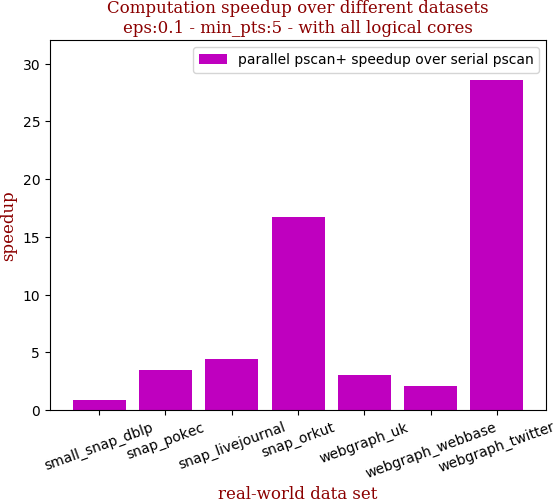 Computation speedup over different datasets
eps:0.1 - min_pts:5 - with all logical cores
parallel pscan+ speedup over serial pscan
speedup
30
25
20
15
10
5
0
small_snap_dblp
snap_pokec
snap_livejournal
snap_orkut
webgraph_uk
webgraph_webbase
webgraph_twitter
real-world data set